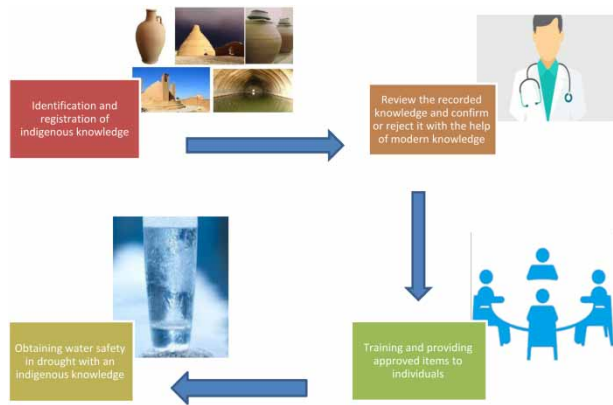 Identification and
registration of
indigenous knowledge
Review the recorded
knowledge and confirm
or reject it with the help
of modern knowledge
Training and providing
approved items to
individuals
Obtaining water safety
in drought with an
indigenous knowledge